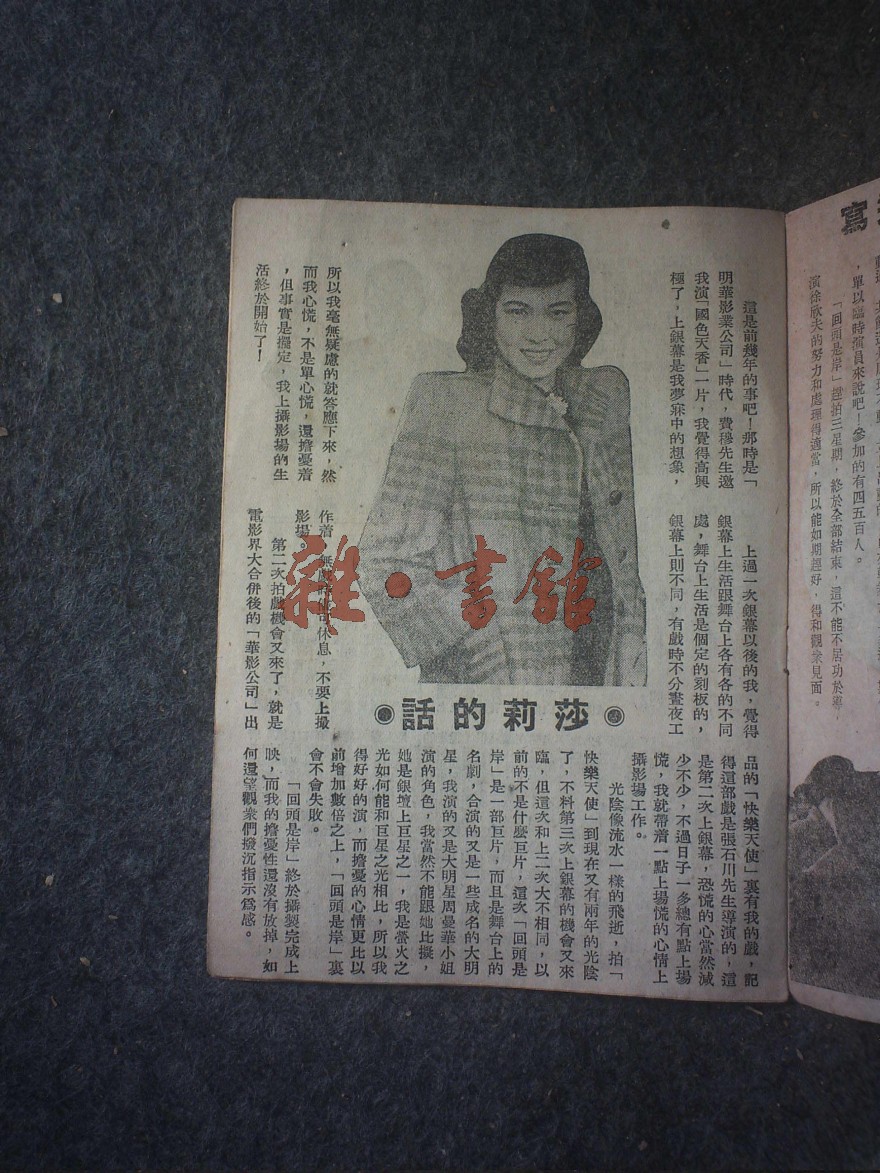 寫
，單以臨時演員來說吧！參加的有四五百人。
「回頭是岸」趕拍三星期，終於全部結束，這不能不居功於導
演徐欣夫的努力和處理得適當，所以能如期趕好，得和觀衆見面。
莎莉的話
這是前幾年的事吧！那時是「
明華影業公司」時代，費穆先生邀
我演「國色天香」一片，我覺得高興
極了，上銀幕是我夢寐中的想象，
所以我毫無疑慮的就答應下來，然
而我心慌，不是單心慌，還擔憂着
，但事實是擺定，我上攝影場的生
活終於開始了！
上過一次銀幕以後的我，覺得
銀幕上生活跟舞台上各有各的不同
處，舞台上生活是個定的刻板的，
銀幕上則不同，有戲時不分晝夜工
作着，無戲時可休息，不要上攝
影場。
第二次拍戲機會又來了，就是
電影界大合併後的「華影公司」出
品的「快樂天使」裏有我的戲，記
得這部戲是張石川先生導演的，這
是第二次上銀幕，恐慌的心當然減
少不少，不過日子一多總有點上場
慌，我就帶着一點上場慌的心情上
攝影場工作。
光陰像流水一樣的飛逝，拍「
快樂天使」到現在又有兩年的光陰
了，不料第三次上銀幕的機會又來
臨，但這次和上二次大不相同，以
前的不是什麼巨片，這次「回頭是
岸」是一部巨片，而且是舞台上的
名劇，合演的又是一些成名的大明
星，我演的又是大明星周曼華小姐
演的角色，我當然不能跟她比擬，
她是銀壇上巨星之一，我是螢火之
光如何能和巨星之光相比，所以我
得好好的演，而擔憂的心情更比以
前增加數倍之上，「回頭是岸」裏
會不會失敗。
「回頭是岸」終於攝製完成上
映，而我的擔憂性還沒有放掉，如
何還望觀衆們撥沉指示爲感。
雜·書館